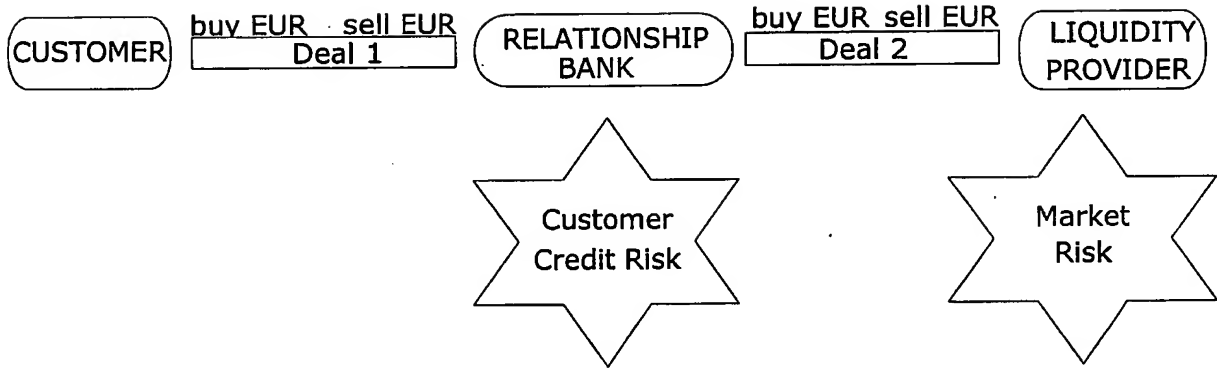 CUSTOMER
buy EUR sell EUR
Deal 1
RELATIONSHIP
BANK
buy EUR sell EUR
Deal 2
LIQUIDITY
PROVIDER
Customer
Credit Risk
Market
Risk